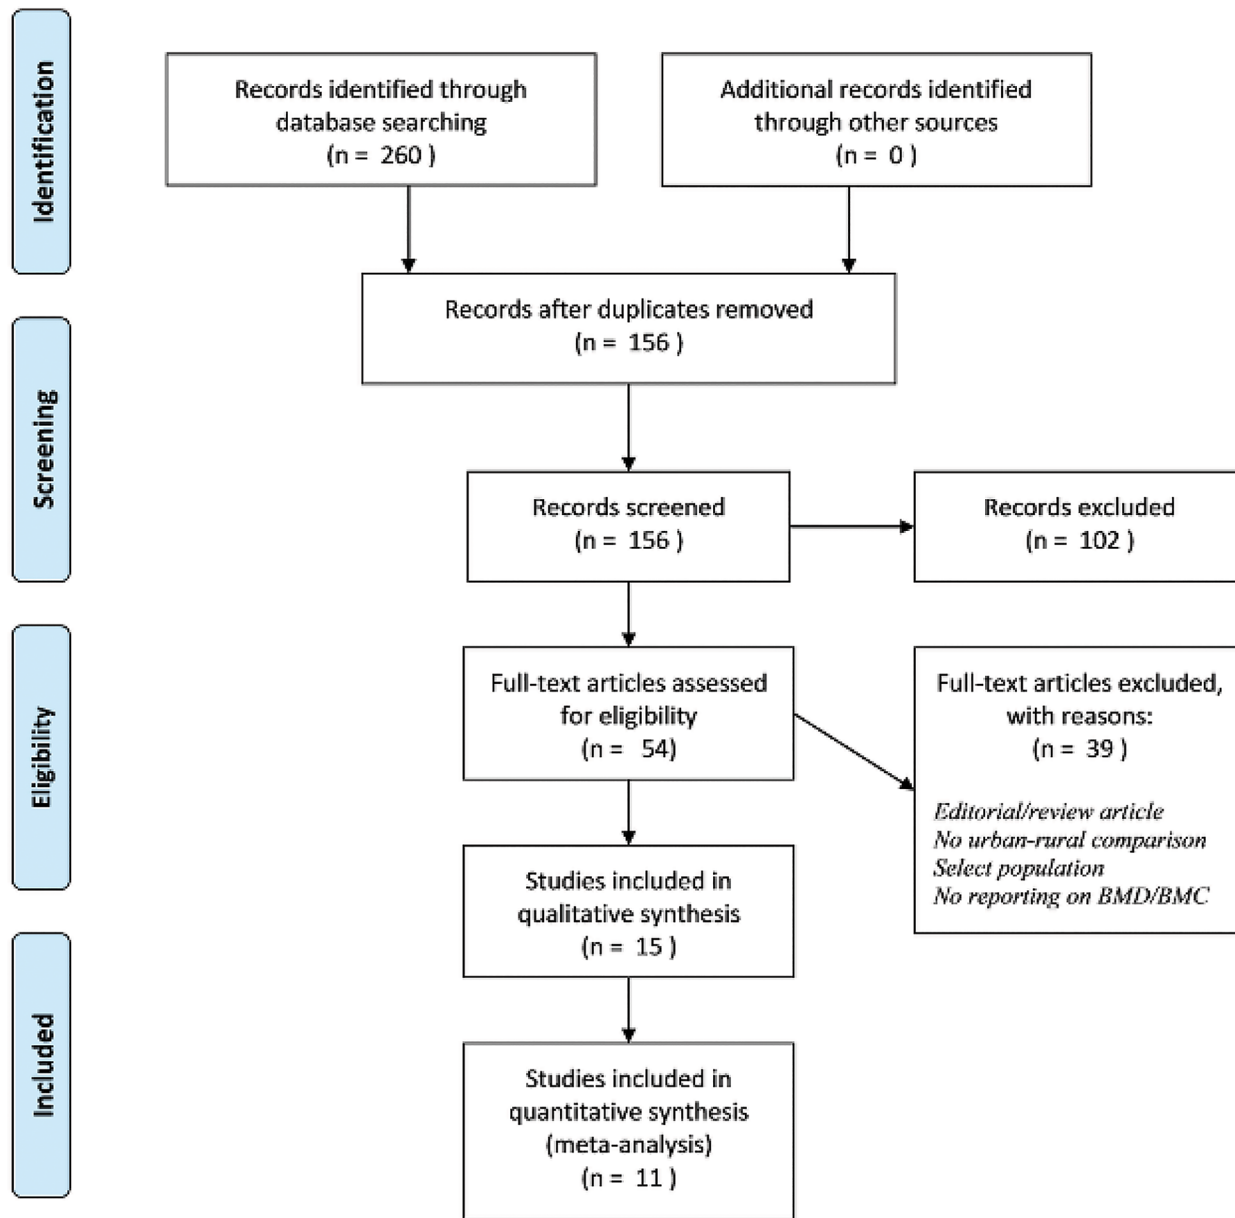 Identification
Records identified through
database searching
(n = 260 )
Additional records identified
through other sources
(n = 0 )
Records after duplicates removed
(n = 156 )
Screening
Records screened
(n = 156 )
Records excluded
(n = 102 )
Eligibility
Full-text articles assessed
for eligibility
(n = 54)
Full-text articles excluded,
with reasons:
(n = 39 )
Editorial/review article
No urban-rural comparison
Select population
No reporting on BMD/BMC
Studies included in
qualitative synthesis
(n = 15 )
Included
Studies included in
quantitative synthesis
(meta-analysis)
(n = 11 )